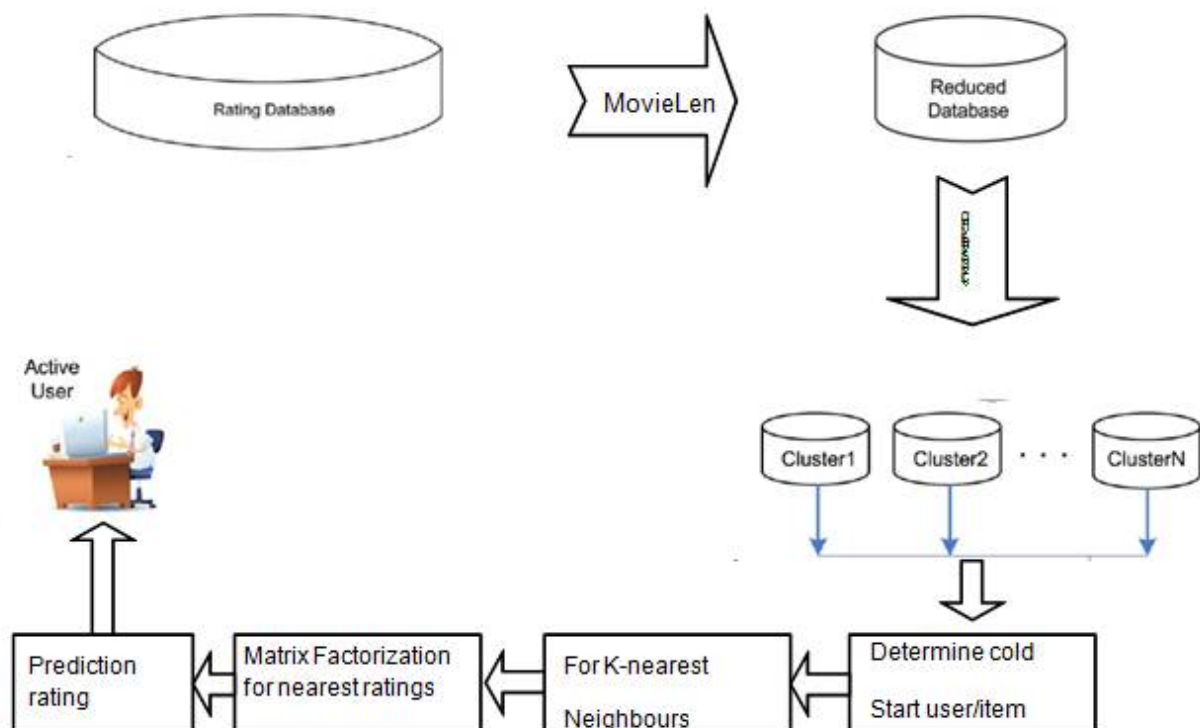 Rating Database
MovieLen
Reduced
Database
Active
User
Cluster1
Cluster2
. . .
ClusterN
Determine cold
Start user/item
For K-nearest
Neighbours
Matrix Factorization
for nearest ratings
Prediction
rating